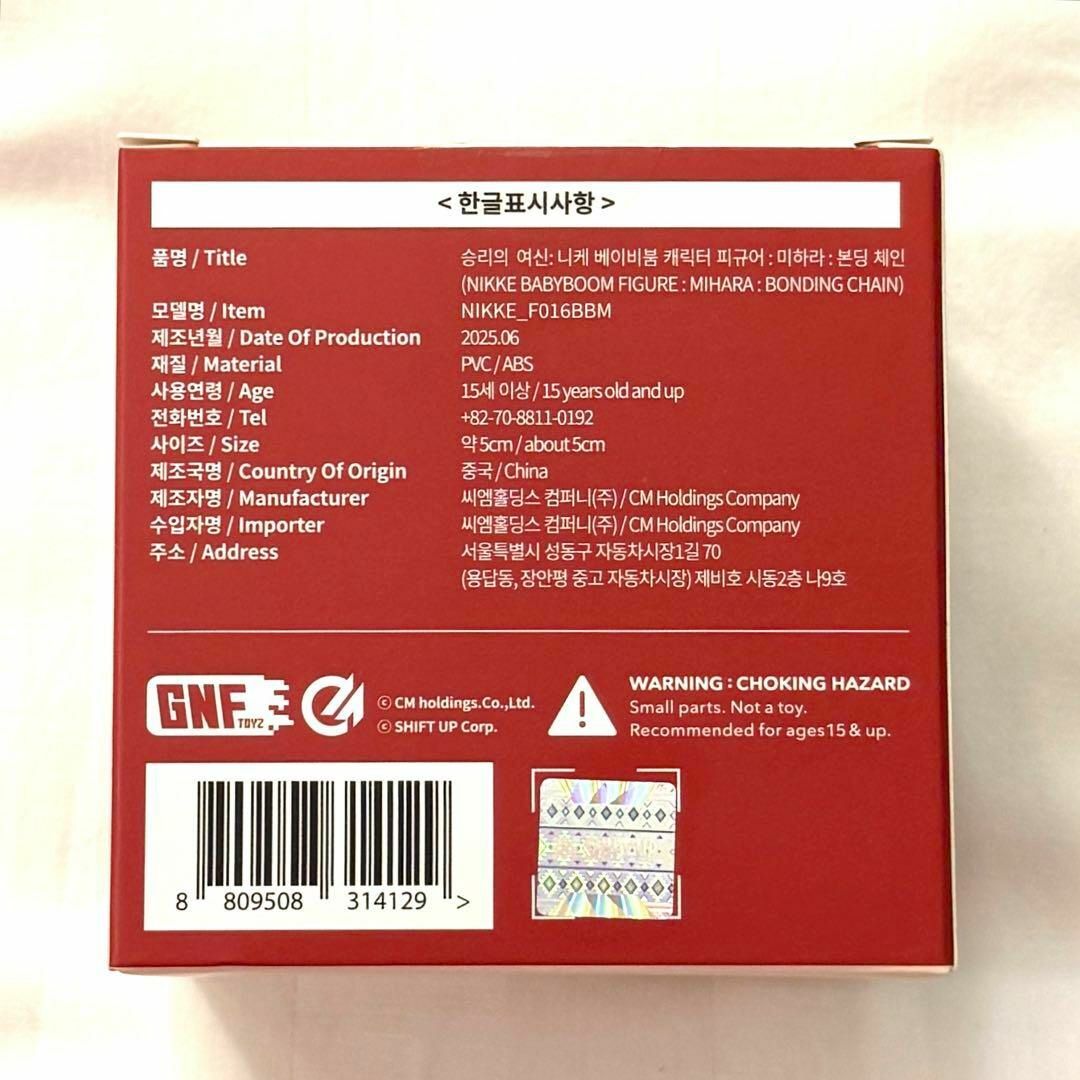 < 한글표시사항 >
품명 / Title 승리의 여신: 니케 베이비붐 캐릭터 피규어 : 미하라 : 본딩 체인
(NIKKE BABYBOOM FIGURE : MIHARA : BONDING CHAIN)
모델명 / Item NIKKE_F016BBM
제조년월 / Date Of Production 2025.06
재질 / Material PVC / ABS
사용연령 / Age 15세 이상 / 15 years old and up
전화번호 / Tel +82-70-8811-0192
사이즈 / Size 약 5cm / about 5cm
제조국명 / Country Of Origin 중국 / China
제조자명 / Manufacturer 씨엠홀딩스 컴퍼니(주) / CM Holdings Company
수입자명 / Importer 씨엠홀딩스 컴퍼니(주) / CM Holdings Company
주소 / Address 서울특별시 성동구 자동차시장1길 70
(용답동, 장안평 중고 자동차시장) 제비호 시동2층 나9호
GNF TOYZ
ⓒ CM holdings.Co.,Ltd.
ⓒ SHIFT UP Corp.
WARNING : CHOKING HAZARD
Small parts. Not a toy.
Recommended for ages15 & up.
8 809508 314129 >